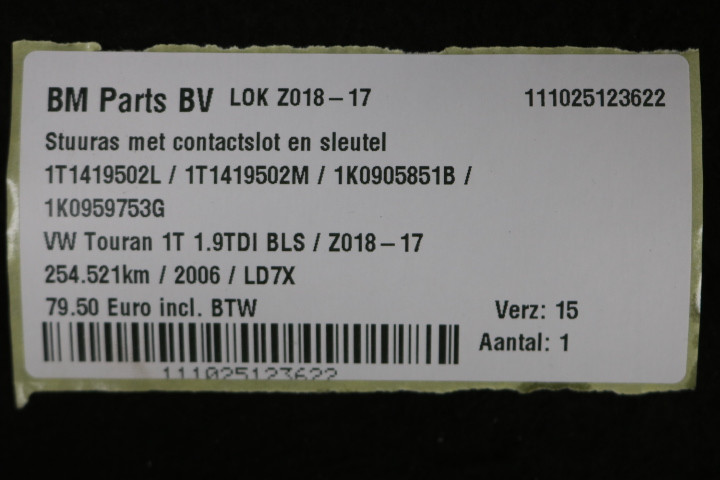 BM Parts BV LOK Z018-17 111025123622
Stuuras met contactslot en sleutel
1T1419502L / 1T1419502M / 1K0905851B /
1K0959753G
VW Touran 1T 1.9TDI BLS / Z018-17
254.521km / 2006 / LD7X
79.50 Euro incl. BTW Verz: 15
Aantal: 1
111025123622